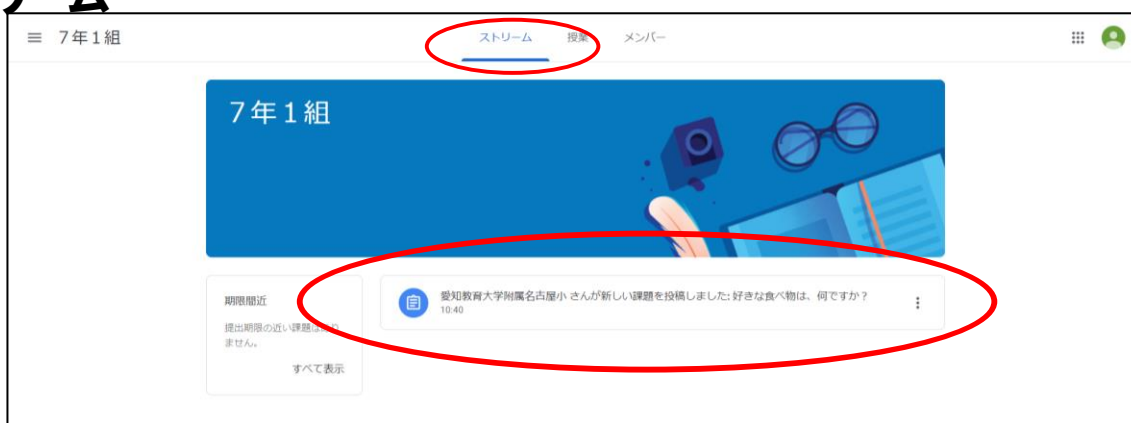 7年1組
ストリーム 授業 メンバー
7年1組
期限間近
提出期限の近い課題はあり
ません。
すべて表示
愛知教育大学附属名古屋小 さんが新しい課題を投稿しました: 好きな食べ物は、何ですか?
10:40